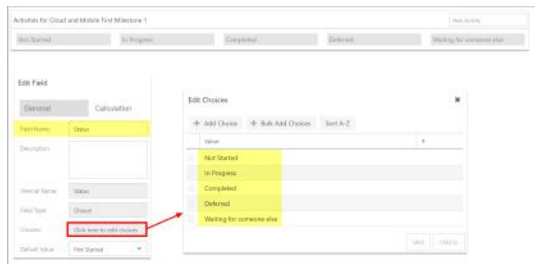 Activities for Cloud and Mobile First Milestone 1
New Activity
Not Started In Progress Completed Deferred Waiting for someone else
Edit Field
General Calculation
Field Name: Status
Description:
Internal Name: Status
Field Type: Choice
Choices: Click here to edit choices
Default Value: Not Started
Edit Choices
+ Add Choice + Bulk Add Choices Sort A-Z
Value
Not Started
In Progress
Completed
Deferred
Waiting for someone else
SAVE CANCEL